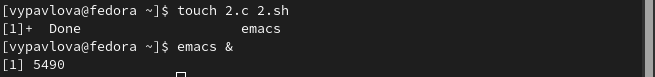 [vypavlova@fedora ~]$ touch 2.c 2.sh
[1]+  Done                    emacs
[vypavlova@fedora ~]$ emacs &
[1] 5490